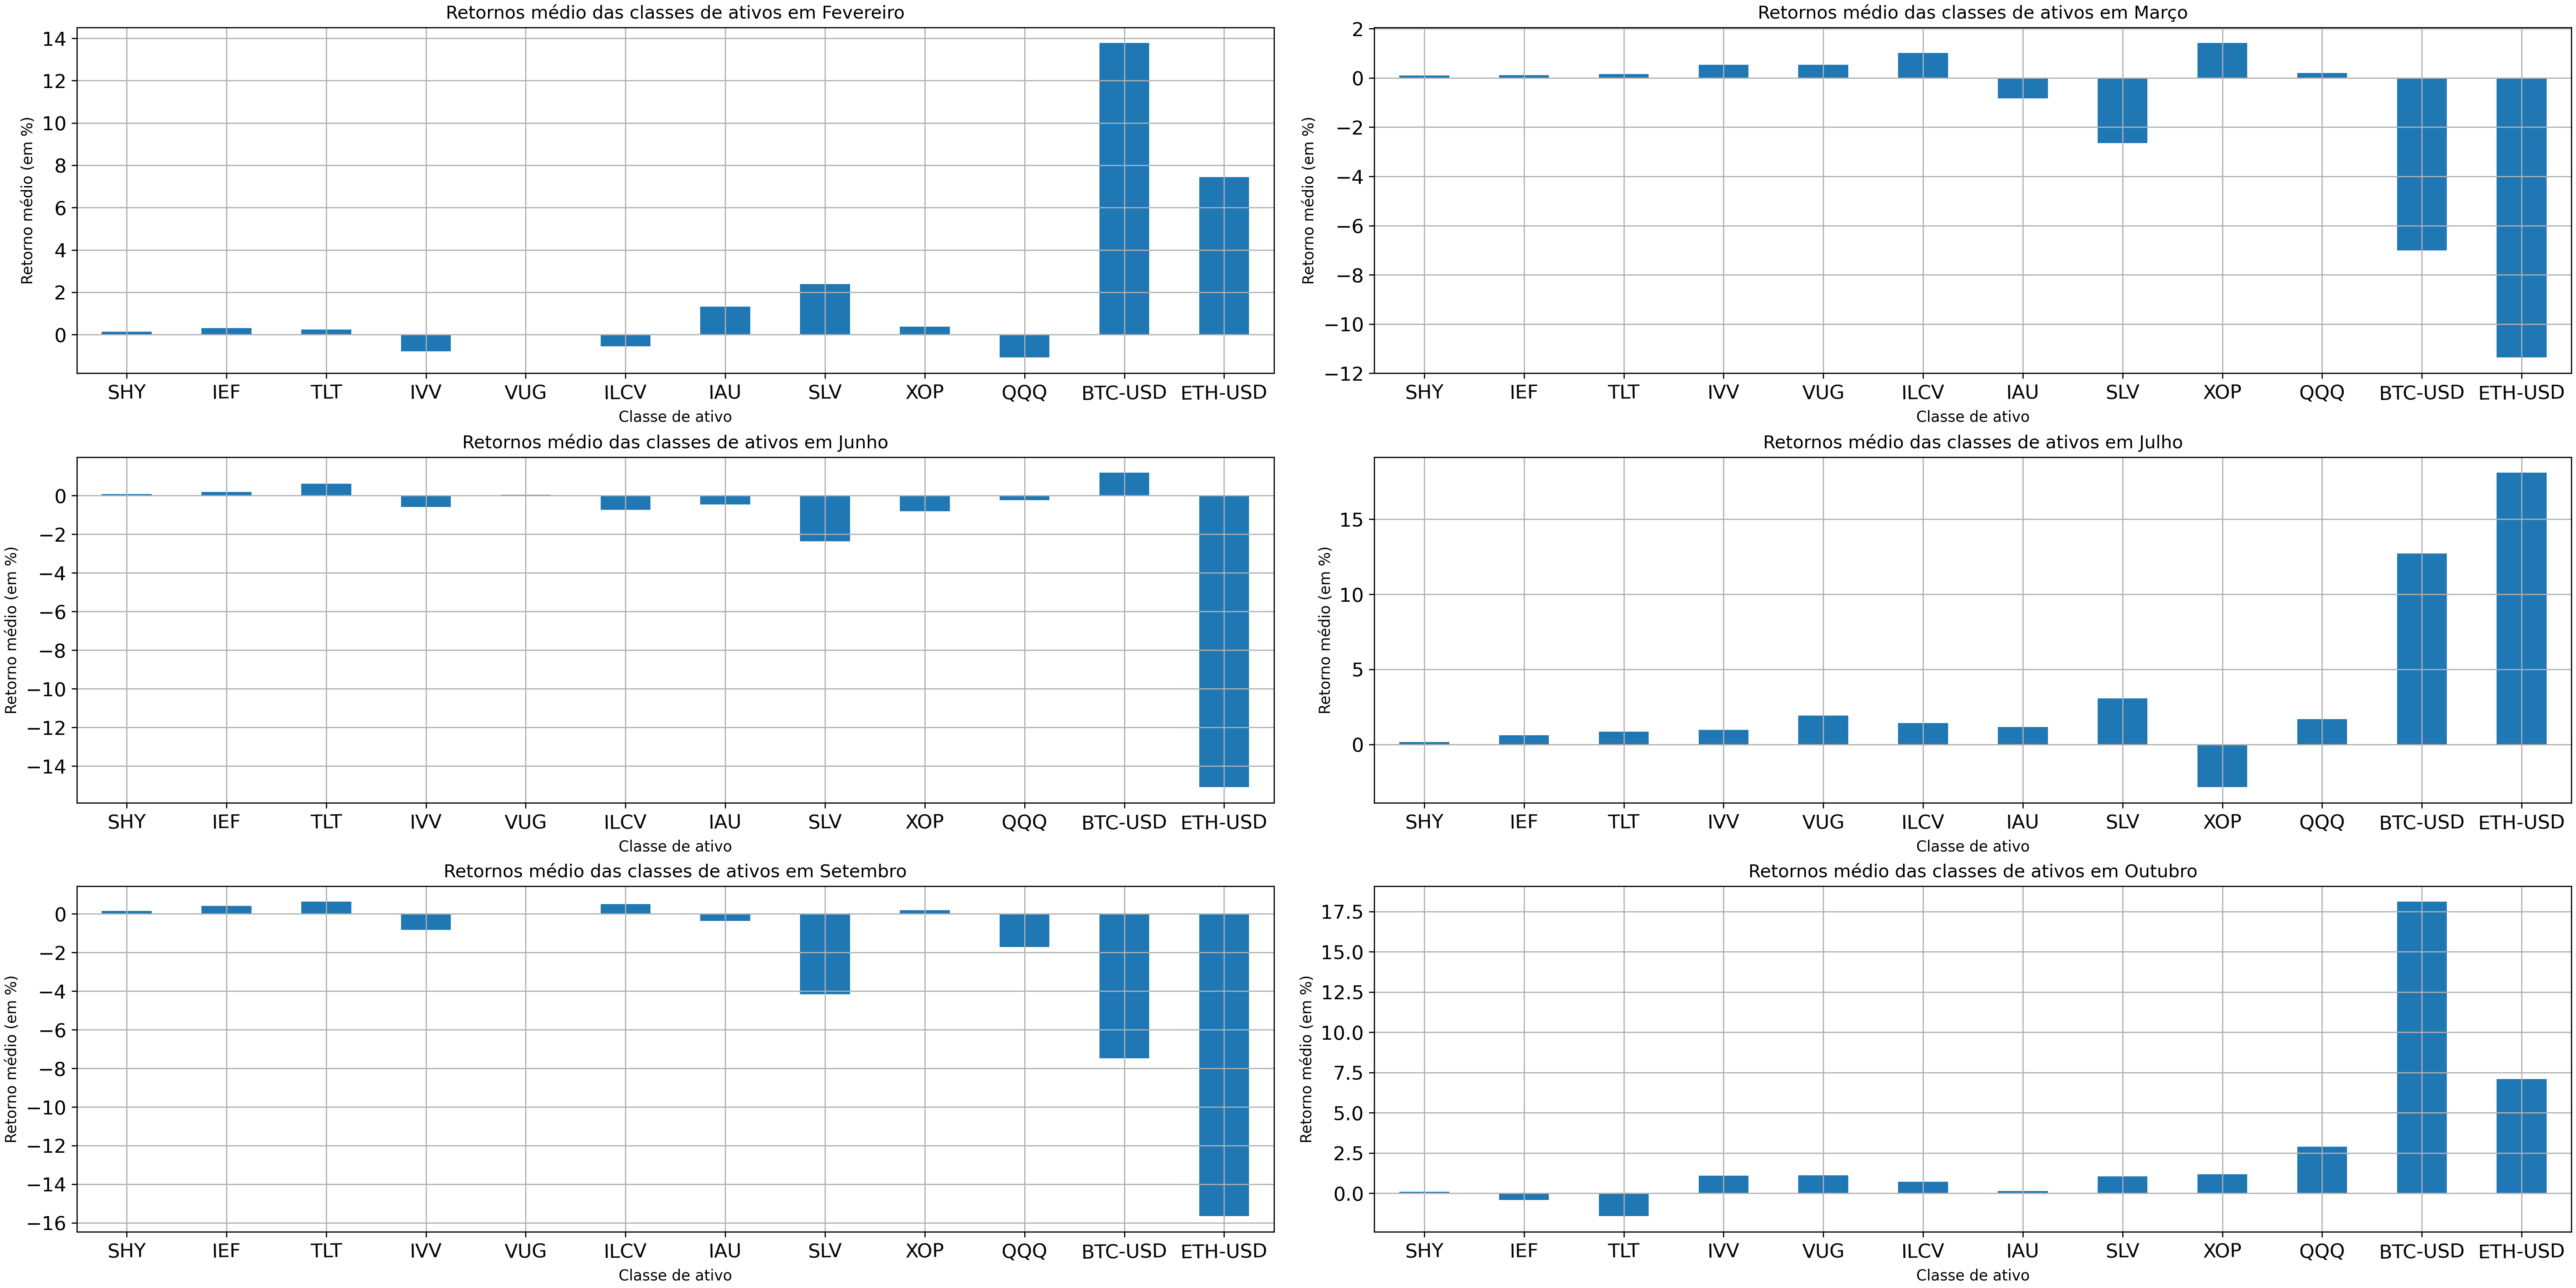 Retornos médio das classes de ativos em Fevereiro
Retorno médio (em %)
14
12
10
8
6
4
2
0
SHY IEF TLT IVV VUG ILCV IAU SLV XOP QQQ BTC-USD ETH-USD
Classe de ativo
Retornos médio das classes de ativos em Março
Retorno médio (em %)
2
0
−2
−4
−6
−8
−10
−12
SHY IEF TLT IVV VUG ILCV IAU SLV XOP QQQ BTC-USD ETH-USD
Classe de ativo
Retornos médio das classes de ativos em Junho
Retorno médio (em %)
0
−2
−4
−6
−8
−10
−12
−14
SHY IEF TLT IVV VUG ILCV IAU SLV XOP QQQ BTC-USD ETH-USD
Classe de ativo
Retornos médio das classes de ativos em Julho
Retorno médio (em %)
15
10
5
0
SHY IEF TLT IVV VUG ILCV IAU SLV XOP QQQ BTC-USD ETH-USD
Classe de ativo
Retornos médio das classes de ativos em Setembro
Retorno médio (em %)
0
−2
−4
−6
−8
−10
−12
−14
−16
SHY IEF TLT IVV VUG ILCV IAU SLV XOP QQQ BTC-USD ETH-USD
Classe de ativo
Retornos médio das classes de ativos em Outubro
Retorno médio (em %)
17.5
15.0
12.5
10.0
7.5
5.0
2.5
0.0
SHY IEF TLT IVV VUG ILCV IAU SLV XOP QQQ BTC-USD ETH-USD
Classe de ativo